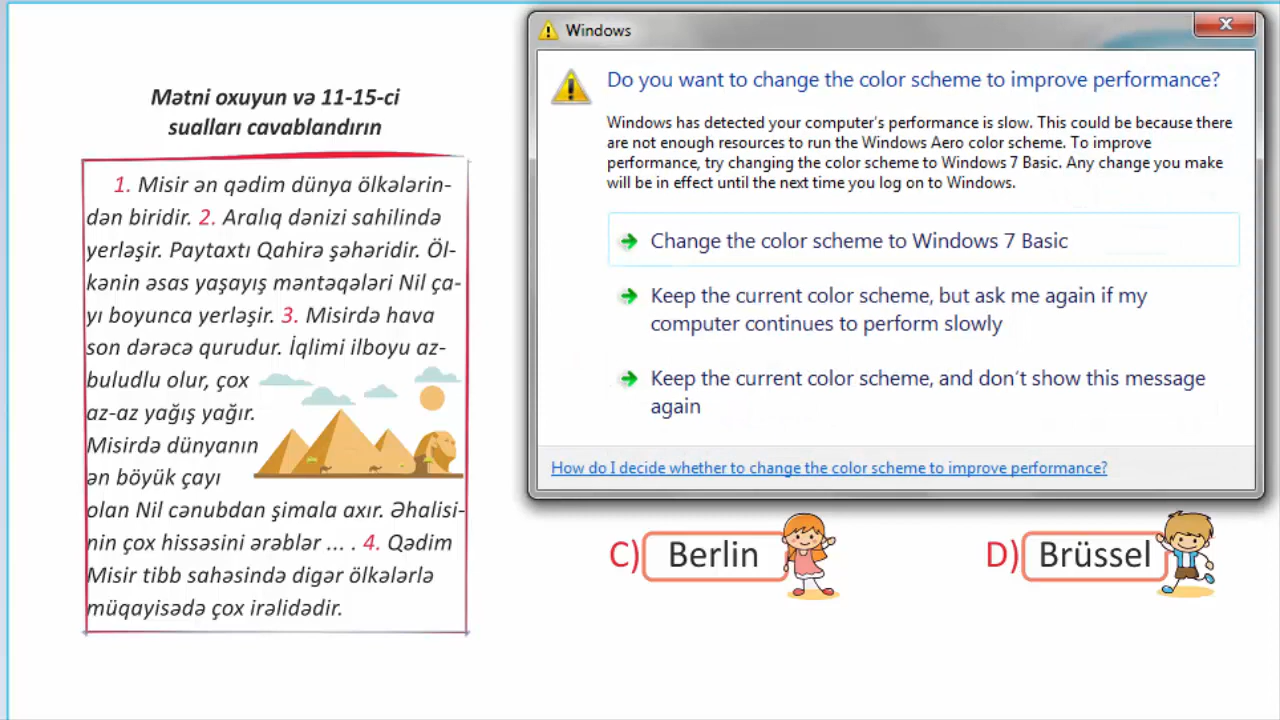 Mətni oxuyun və 11-15-ci
sualları cavablandırın
1. Misir ən qədim dünya ölkələrin-
dən biridir. 2. Aralıq dənizi sahilində
yerləşir. Paytaxtı Qahirə şəhəridir. Öl-
kənin əsas yaşayış məntəqələri Nil ça-
yı boyunca yerləşir. 3. Misirdə hava
son dərəcə qurudur. İqlimi ilboyu az-
buludlu olur, çox
az-az yağış yağır.
Misirdə dünyanın
ən böyük çayı
olan Nil cənubdan şimala axır. Əhalisi-
nin çox hissəsini ərəblər ... . 4. Qədim
Misir tibb sahəsində digər ölkələrlə
müqayisədə çox irəlidədir.
Windows
Do you want to change the color scheme to improve performance?
Windows has detected your computer's performance is slow. This could be because there
are not enough resources to run the Windows Aero color scheme. To improve
performance, try changing the color scheme to Windows 7 Basic. Any change you make
will be in effect until the next time you log on to Windows.
Change the color scheme to Windows 7 Basic
Keep the current color scheme, but ask me again if my
computer continues to perform slowly
Keep the current color scheme, and don't show this message
again
How do I decide whether to change the color scheme to improve performance?
C) Berlin
D) Brüssel